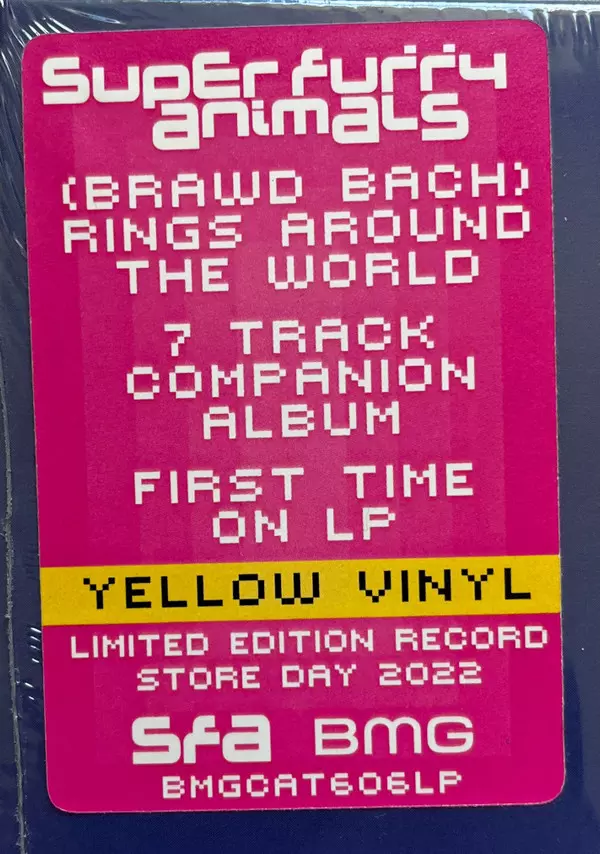 Super furry
animals
(BRAWD BACH)
RINGS AROUND
THE WORLD
7 TRACK
COMPANION
ALBUM
FIRST TIME
ON LP
YELLOW VINYL
LIMITED EDITION RECORD
STORE DAY 2022
sfa BMG
BMGCAT606LP